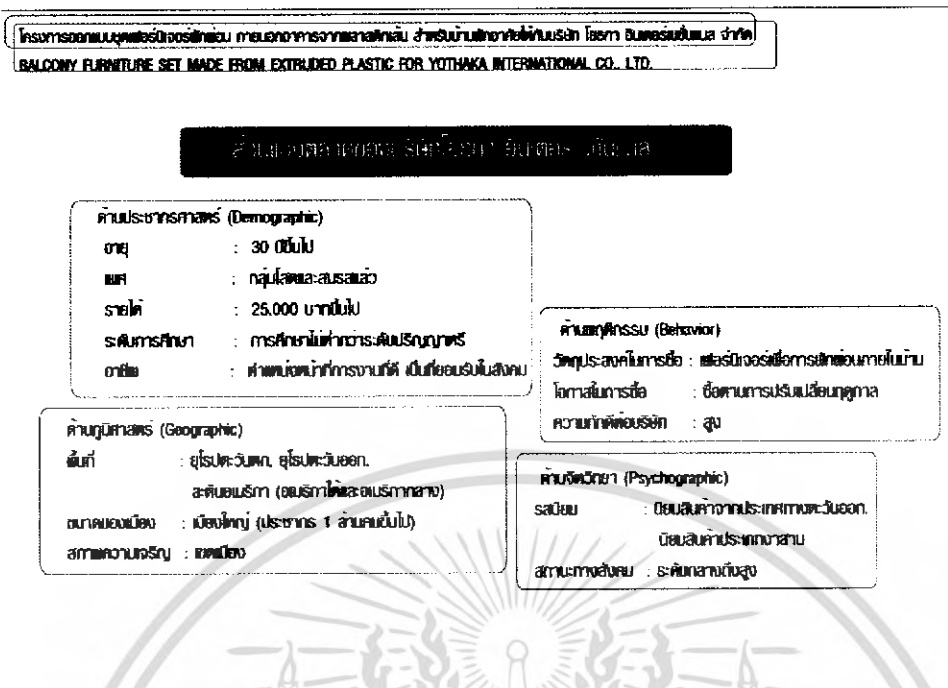 โครงการออกแบบชุดเฟอร์นิเจอร์พักผ่อน ภายนอกอาคารจากพลาสติกเส้น สำหรับบ้านพักอาศัยให้กับบริษัท โยธกา อินเตอร์เนชั่นแนล จำกัด
BALCONY FURNITURE SET MADE FROM EXTRUDED PLASTIC FOR YOTHAKA INTERNATIONAL CO., LTD.
ด้านประชากรศาสตร์ (Demographic)
อายุ : 30 ปีขึ้นไป
เพศ : กลุ่มโสดและสมรสแล้ว
รายได้ : 25,000 บาทขึ้นไป
ระดับการศึกษา : การศึกษาไม่ต่ำกว่าระดับปริญญาตรี
อาชีพ : ตำแหน่งหน้าที่การงานที่ดี เป็นที่ยอมรับในสังคม
ด้านพฤติกรรม (Behavior)
วัตถุประสงค์ในการซื้อ : เฟอร์นิเจอร์เพื่อการพักผ่อนภายในบ้าน
โอกาสในการซื้อ : ซื้อตามการปรับเปลี่ยนฤดูกาล
ความภักดีต่อบริษัท : สูง
ด้านภูมิศาสตร์ (Geographic)
พื้นที่ : ยุโรปตะวันตก, ยุโรปตะวันออก,
ละตินอเมริกา (อเมริกาใต้และอเมริกากลาง)
ขนาดของเมือง : เมืองใหญ่ (ประชากร 1 ล้านคนขึ้นไป)
สภาพความเจริญ : เขตเมือง
ด้านจิตวิทยา (Psychographic)
รสนิยม : นิยมสินค้าจากประเทศทางตะวันออก,
นิยมสินค้าประเภทงาสาน
สถานะทางสังคม : ระดับกลางถึงสูง